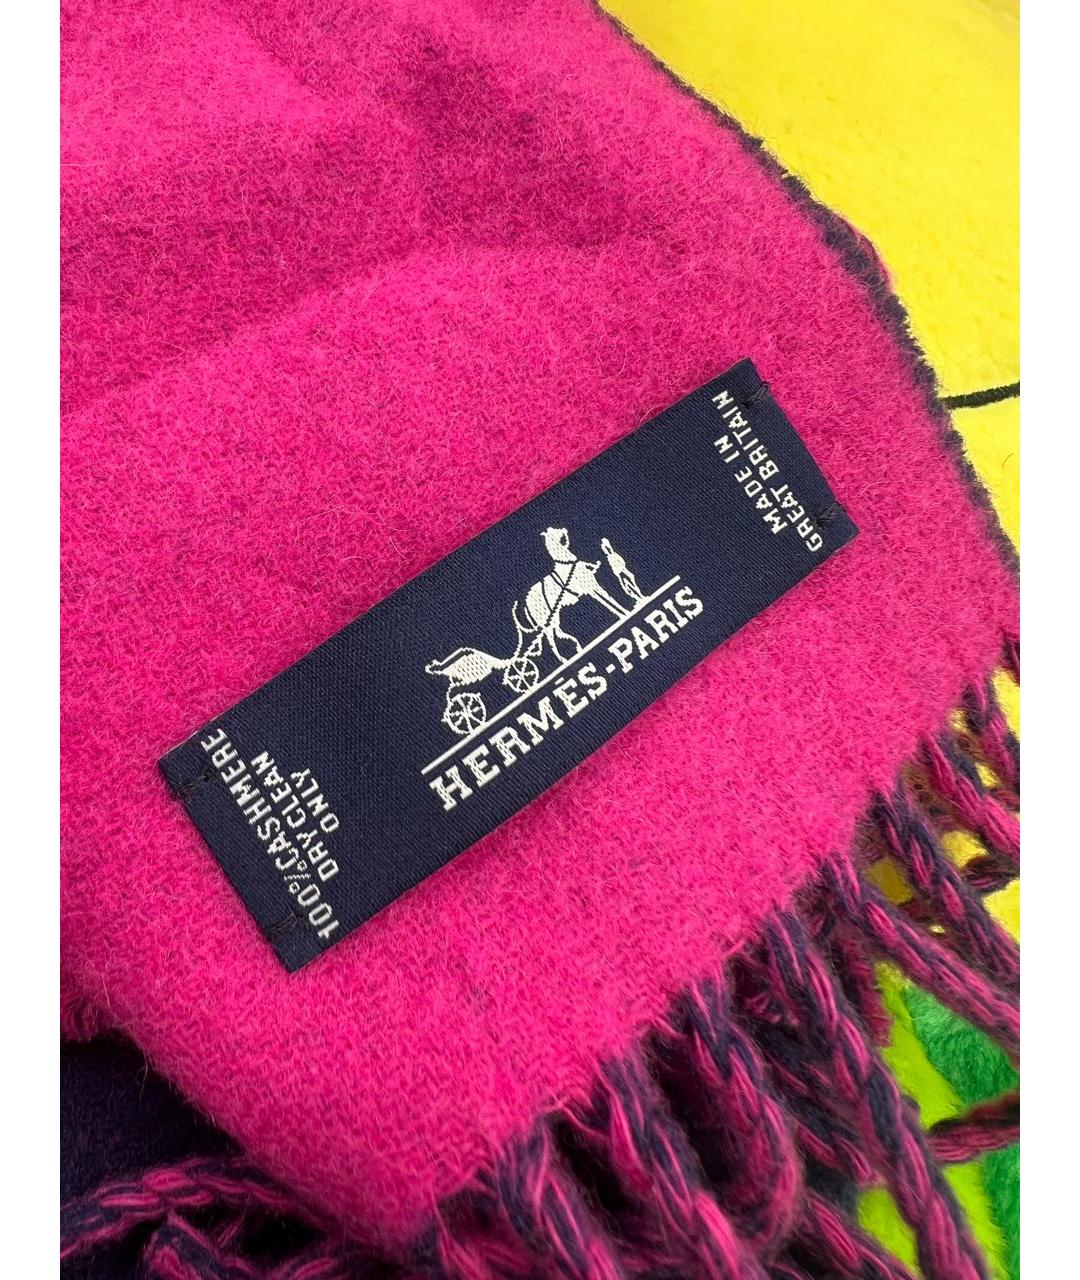 HERMÈS-PARIS
MADE IN
GREAT BRITAIN
100%CASHMERE
DRY CLEAN
ONLY